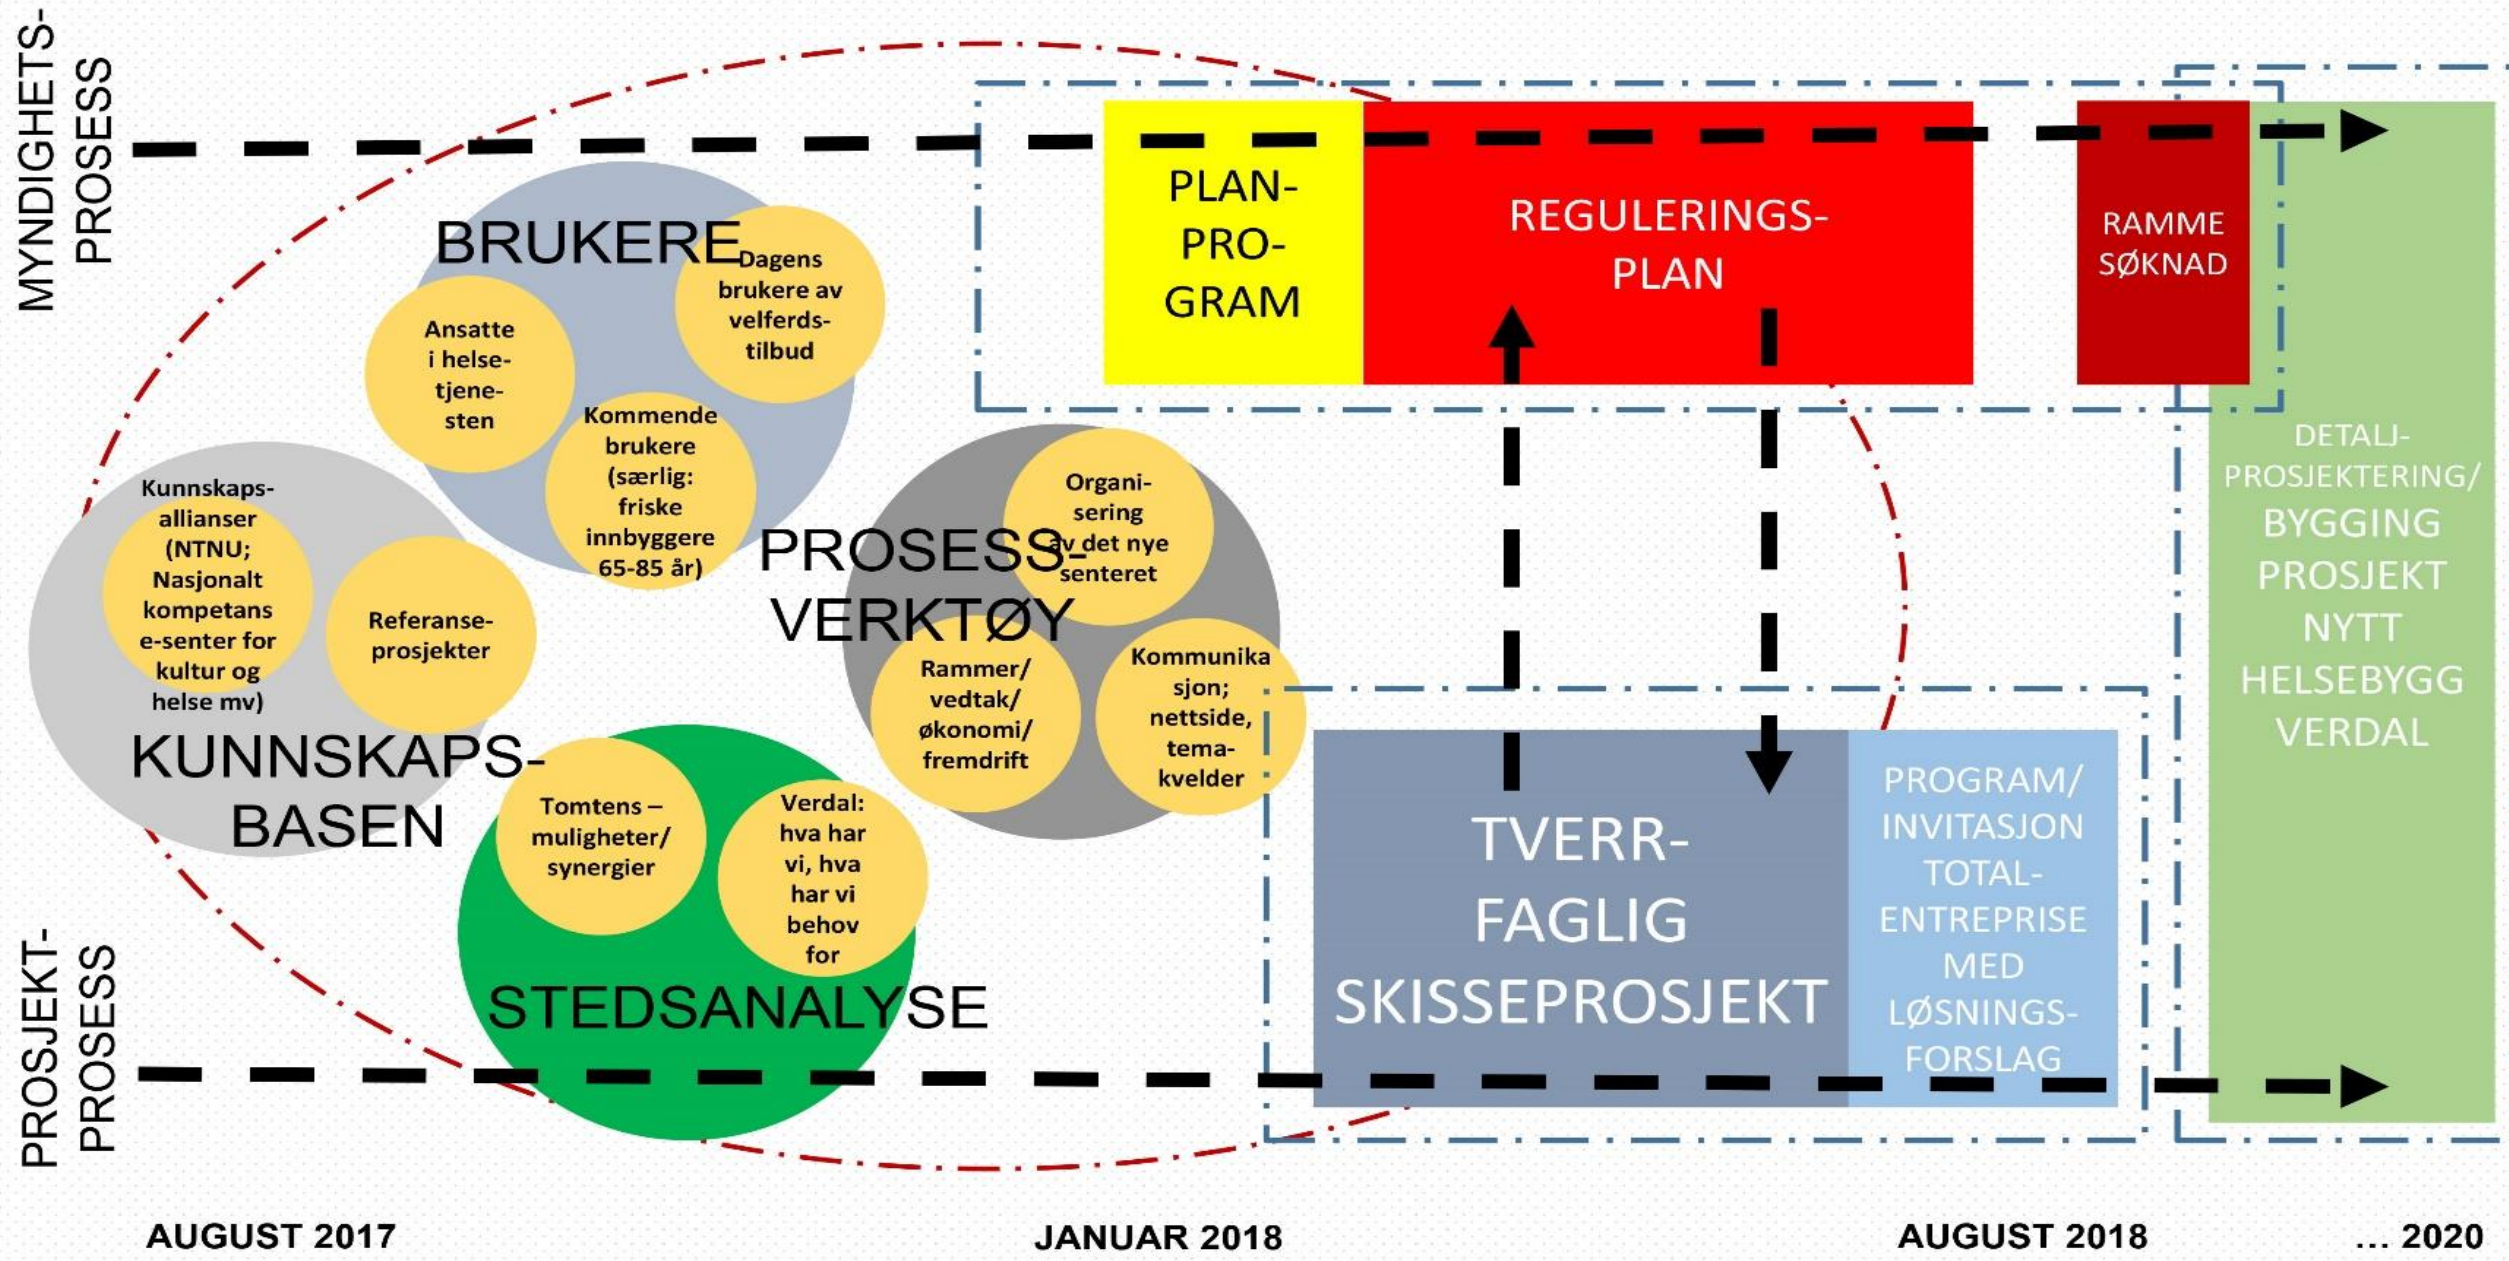 MYNDIGHETS-
PROSESS
BRUKERE
Dagens
brukere av
velferds-
tilbud
Ansatte
i helse-
tjene-
sten
Kommende
brukere
(særlig:
friske
innbyggere
65-85 år)
PLAN-
PRO-
GRAM
REGULERINGS-
PLAN
RAMME
SØKNAD
Kunnskaps-
allianser
(NTNU;
Nasjonalt
kompetans
e-senter for
kultur og
helse mv)
Referanse-
prosjekter
KUNNSKAPS-
BASEN
PROSESS-
VERKTØY
Organi-
sering
av det nye
senteret
Rammer/
vedtak/
økonomi/
fremdrift
Kommunika
sjon;
nettside,
tema-
kvelder
DETALJ-
PROSJEKTERING/
BYGGING
PROSJEKT
NYTT
HELSEBYGG
VERDAL
PROSJEKT-
PROSESS
Tomtens –
muligheter/
synergier
Verdal:
hva har
vi, hva
har vi
behov
for
STEDSANALYSE
TVERR-
FAGLIG
SKISSEPROSJEKT
PROGRAM/
INVITASJON
TOTAL-
ENTREPRISE
MED
LØSNINGS-
FORSLAG
AUGUST 2017
JANUAR 2018
AUGUST 2018
... 2020